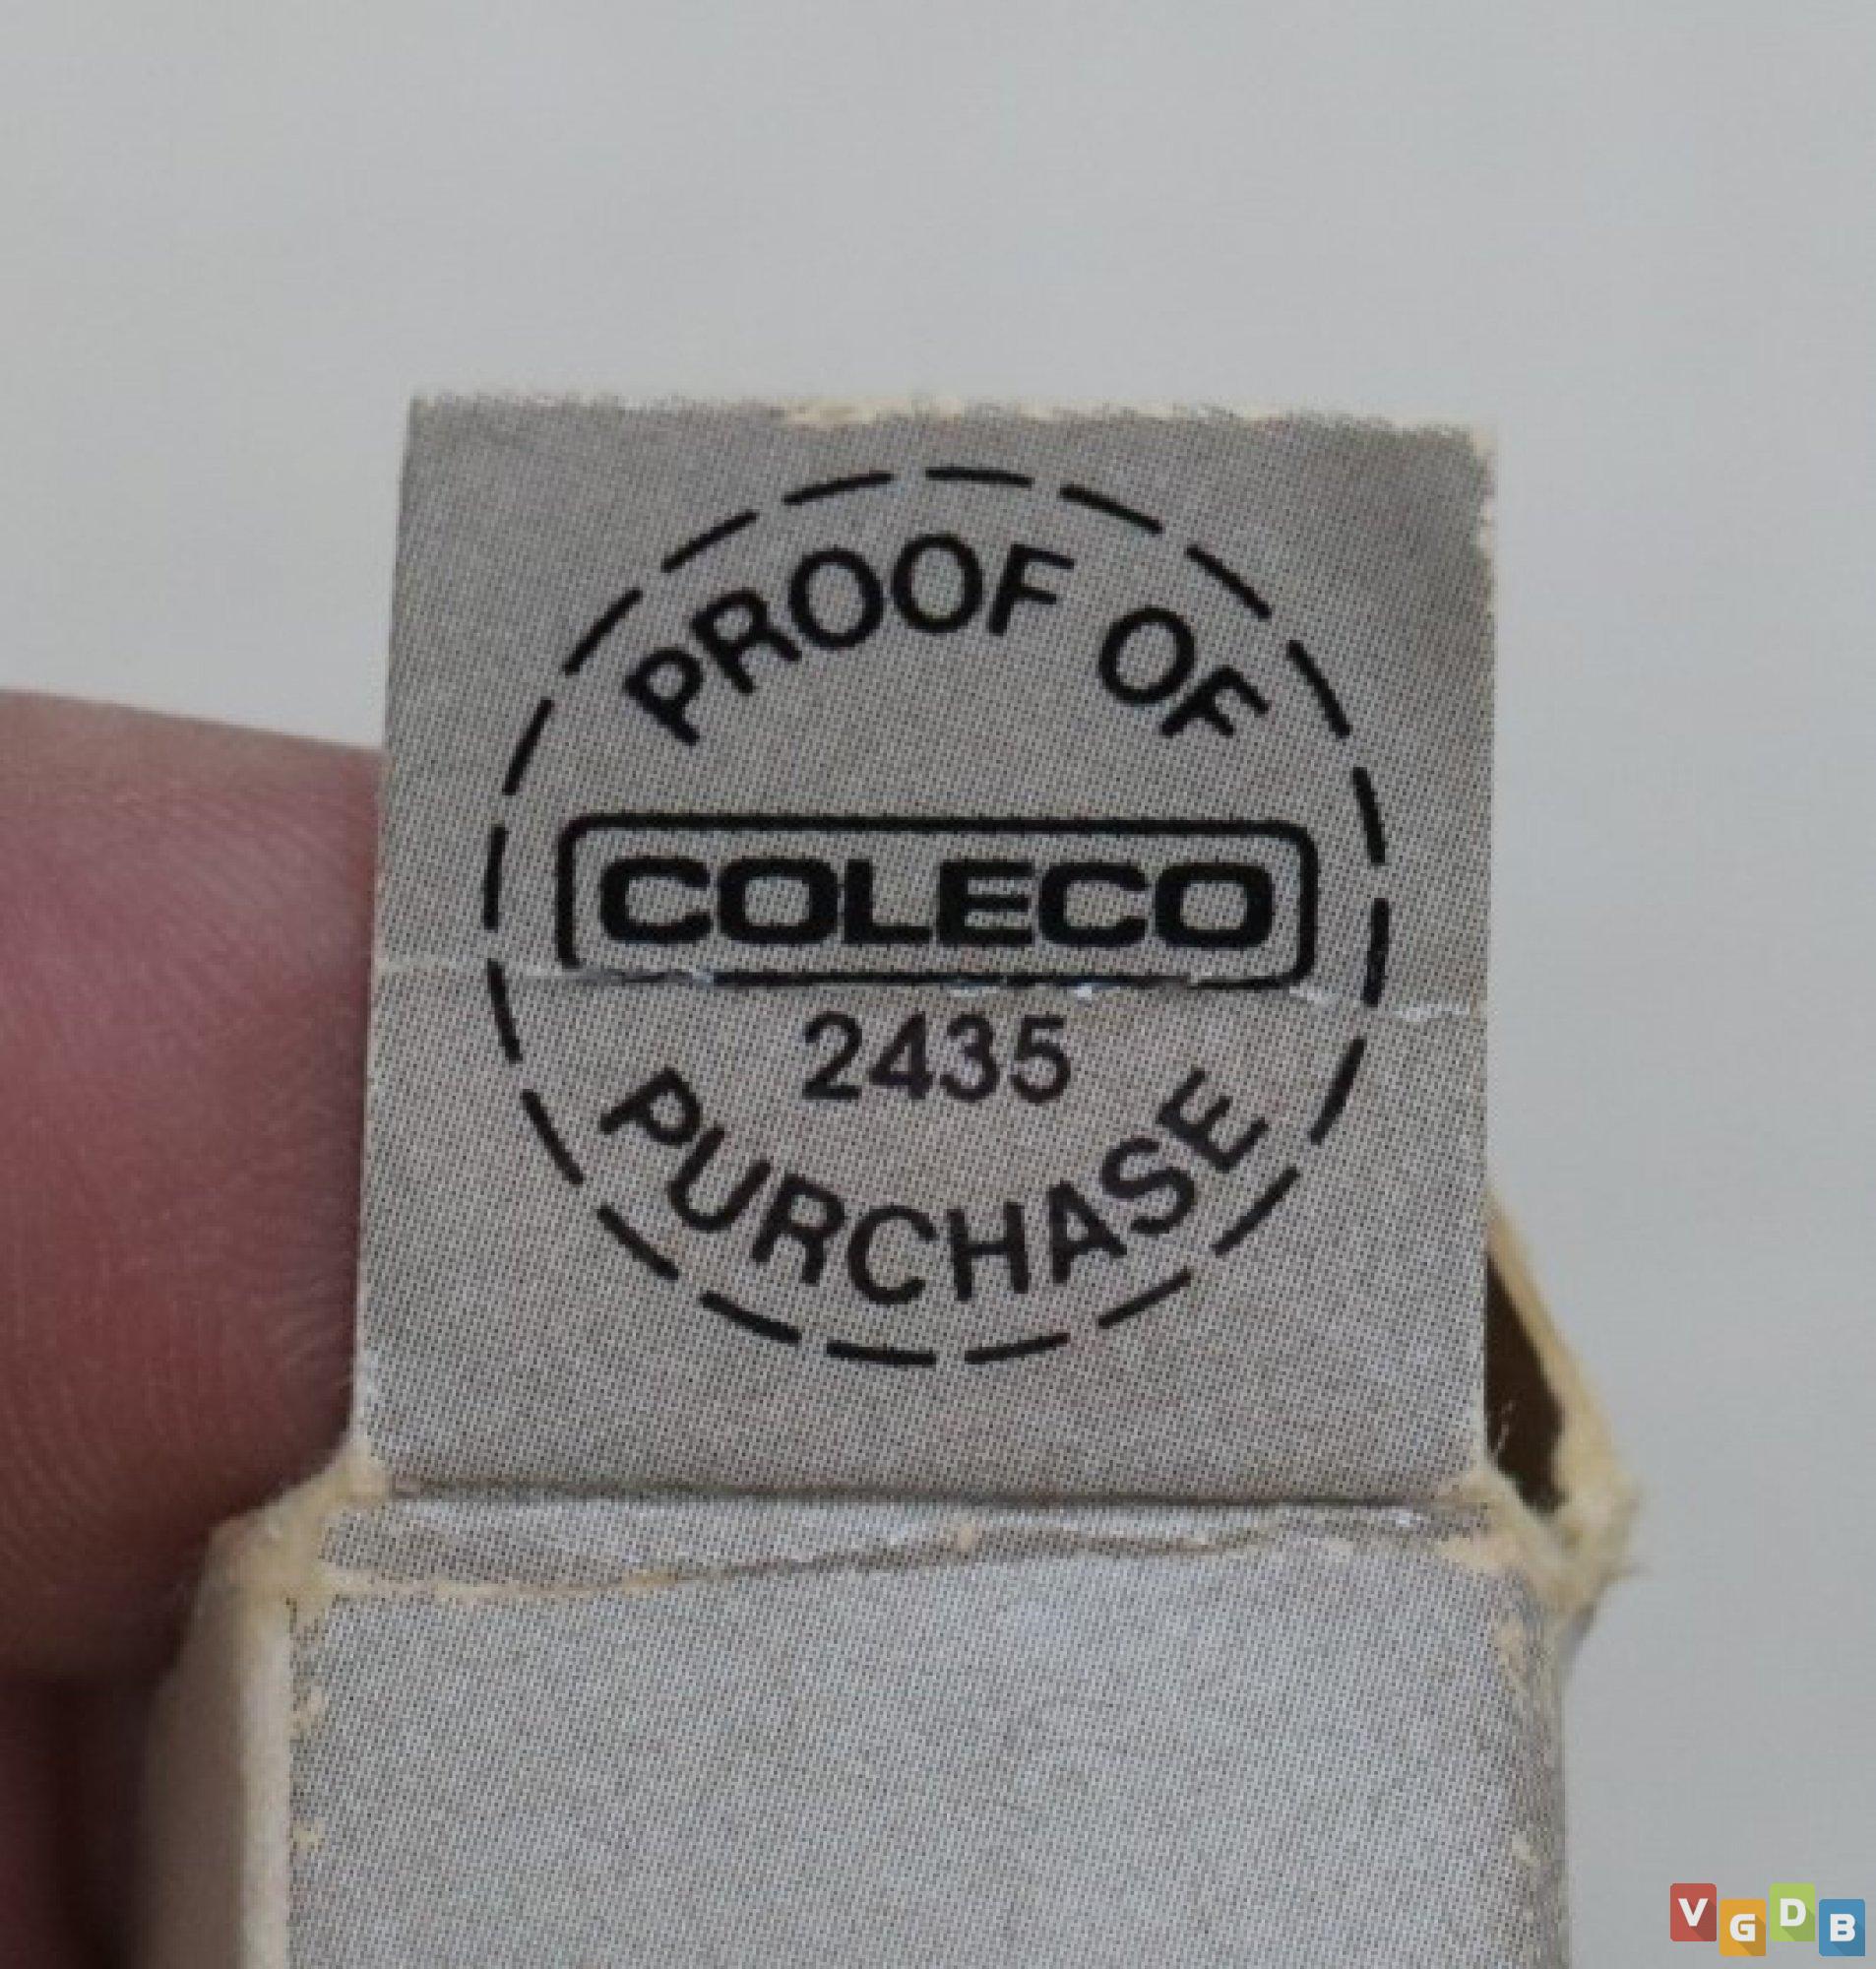 PROOF OF
COLECO
2435
PURCHASE
VGDB